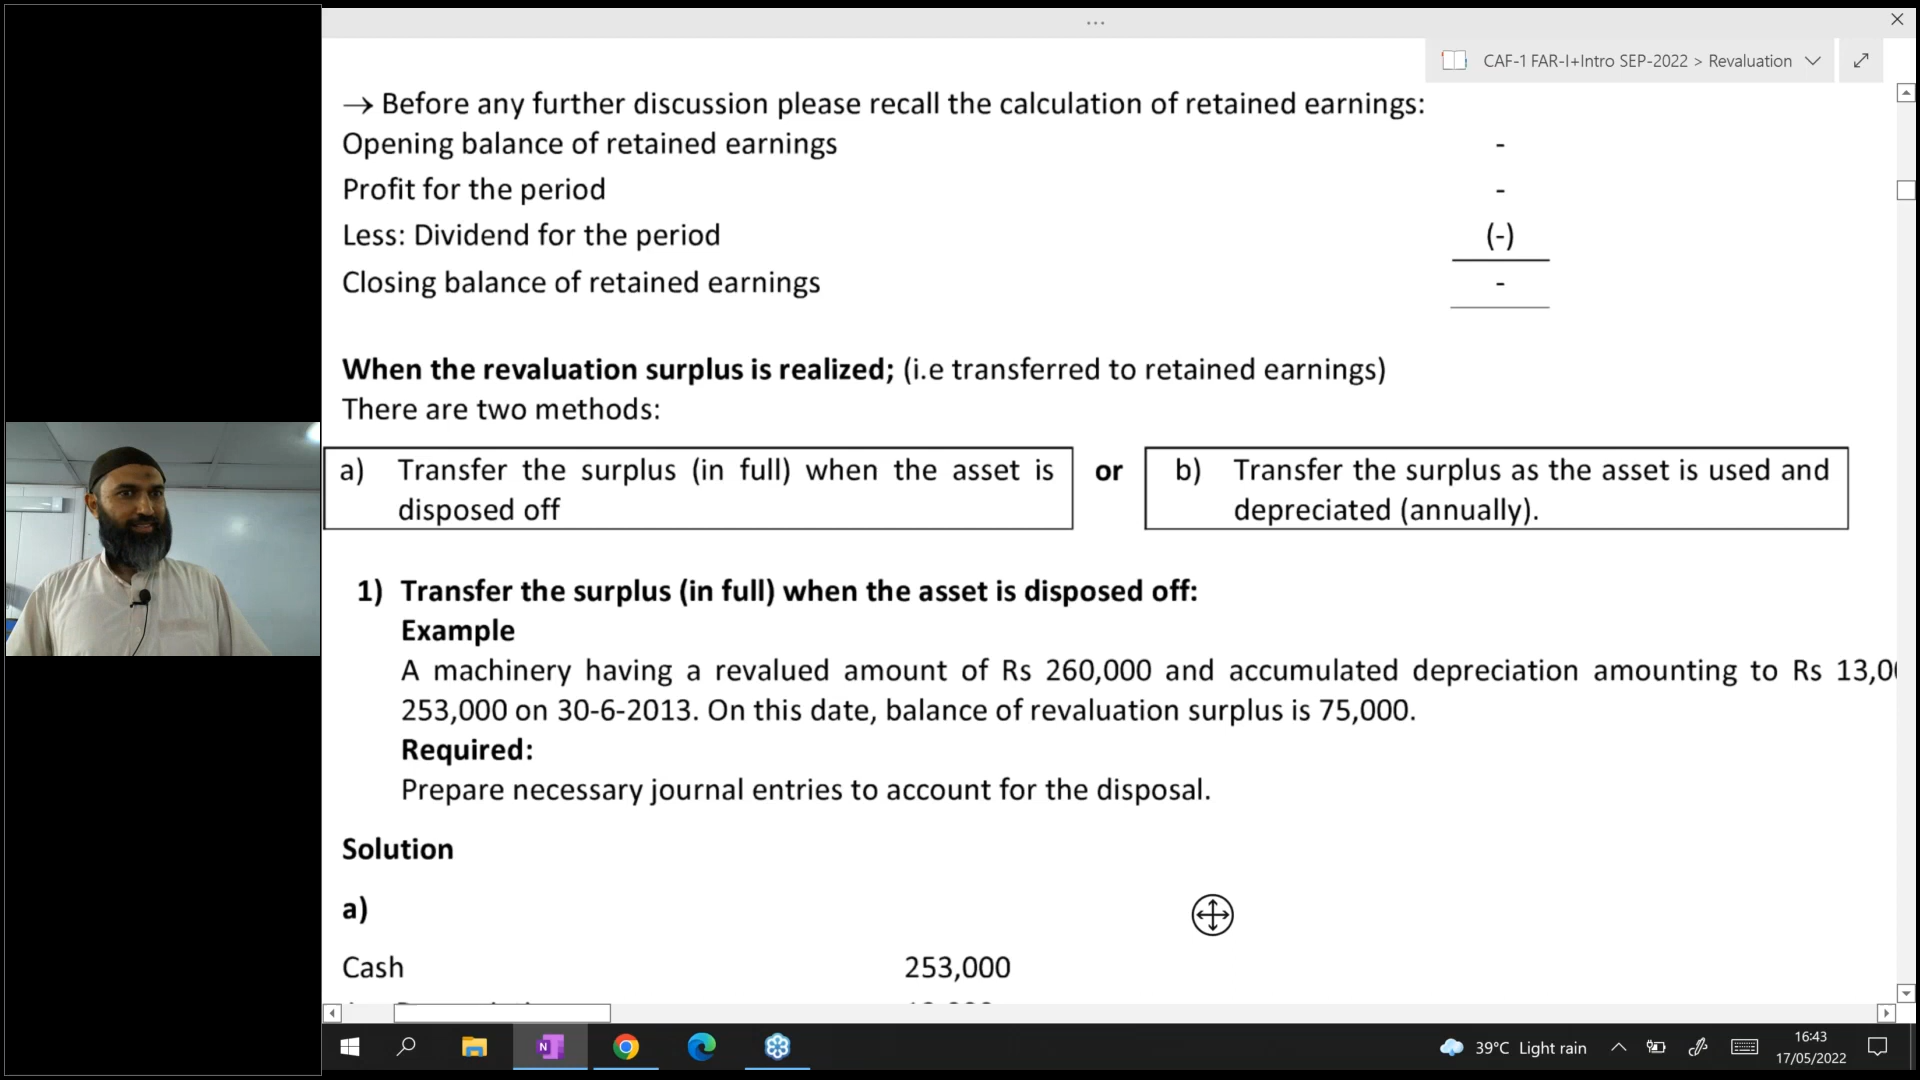 CAF-1 FAR-I+Intro SEP-2022 > Revaluation
→ Before any further discussion please recall the calculation of retained earnings:
Opening balance of retained earnings -
Profit for the period -
Less: Dividend for the period (-)
Closing balance of retained earnings -
When the revaluation surplus is realized; (i.e transferred to retained earnings)
There are two methods:
a) Transfer the surplus (in full) when the asset is
disposed off
or
b) Transfer the surplus as the asset is used and
depreciated (annually).
1) Transfer the surplus (in full) when the asset is disposed off:
Example
A machinery having a revalued amount of Rs 260,000 and accumulated depreciation amounting to Rs
253,000 on 30-6-2013. On this date, balance of revaluation surplus is 75,000.
Required:
Prepare necessary journal entries to account for the disposal.
Solution
a)
Cash 253,000
39°C Light rain
16:43
17/05/2022